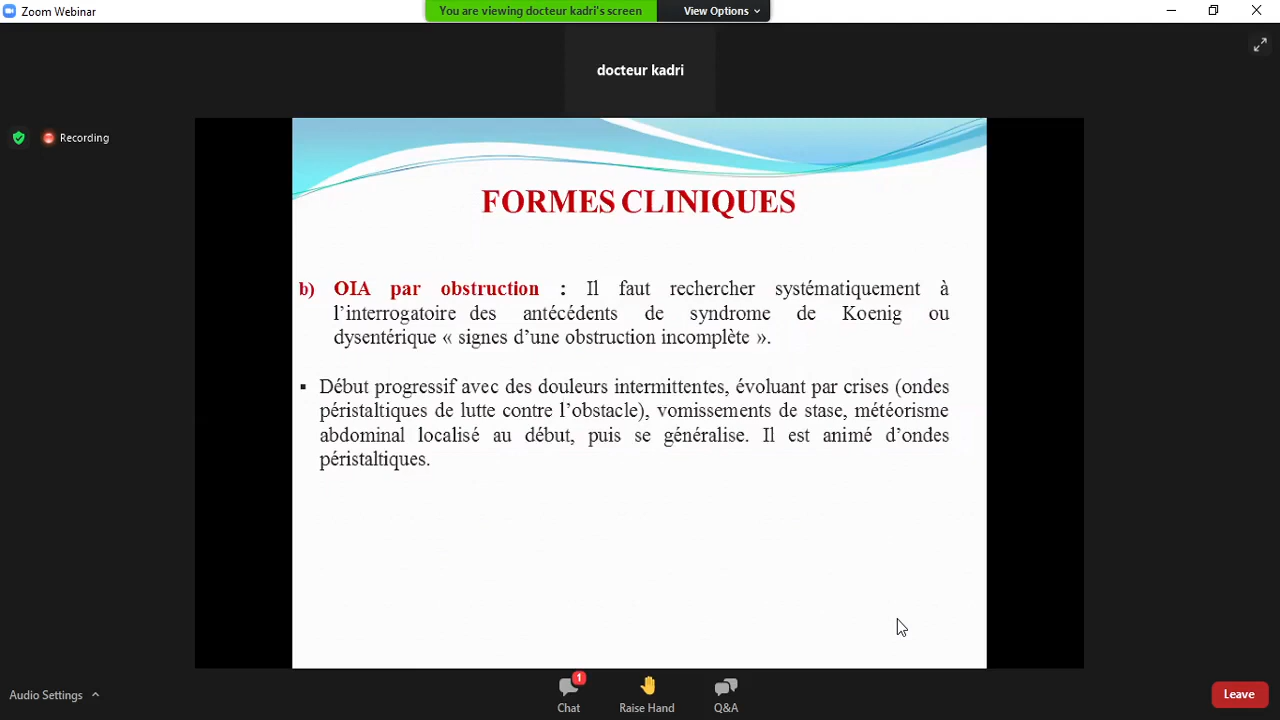 Zoom Webinar
You are viewing docteur kadri's screen
View Options
docteur kadri
Recording
FORMES CLINIQUES
b) OIA par obstruction : Il faut rechercher systématiquement à
l’interrogatoire des antécédents de syndrome de Koenig ou
dysentérique « signes d’une obstruction incomplète ».
▪ Début progressif avec des douleurs intermittentes, évoluant par crises (ondes
péristaltiques de lutte contre l’obstacle), vomissements de stase, météorisme
abdominal localisé au début, puis se généralise. Il est animé d’ondes
péristaltiques.
Audio Settings
1
Chat
Raise Hand
Q&A
Leave